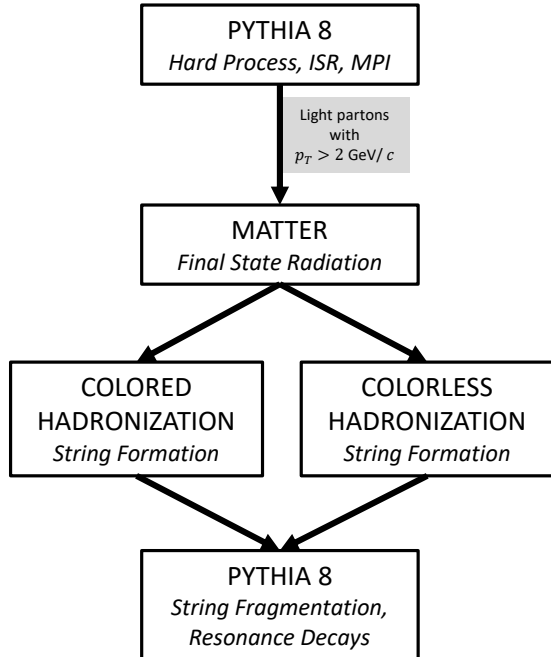 PYTHIA 8
Hard Process, ISR, MPI
Light partons
with
p_T > 2 GeV/ c
MATTER
Final State Radiation
COLORED
HADRONIZATION
String Formation
COLORLESS
HADRONIZATION
String Formation
PYTHIA 8
String Fragmentation,
Resonance Decays